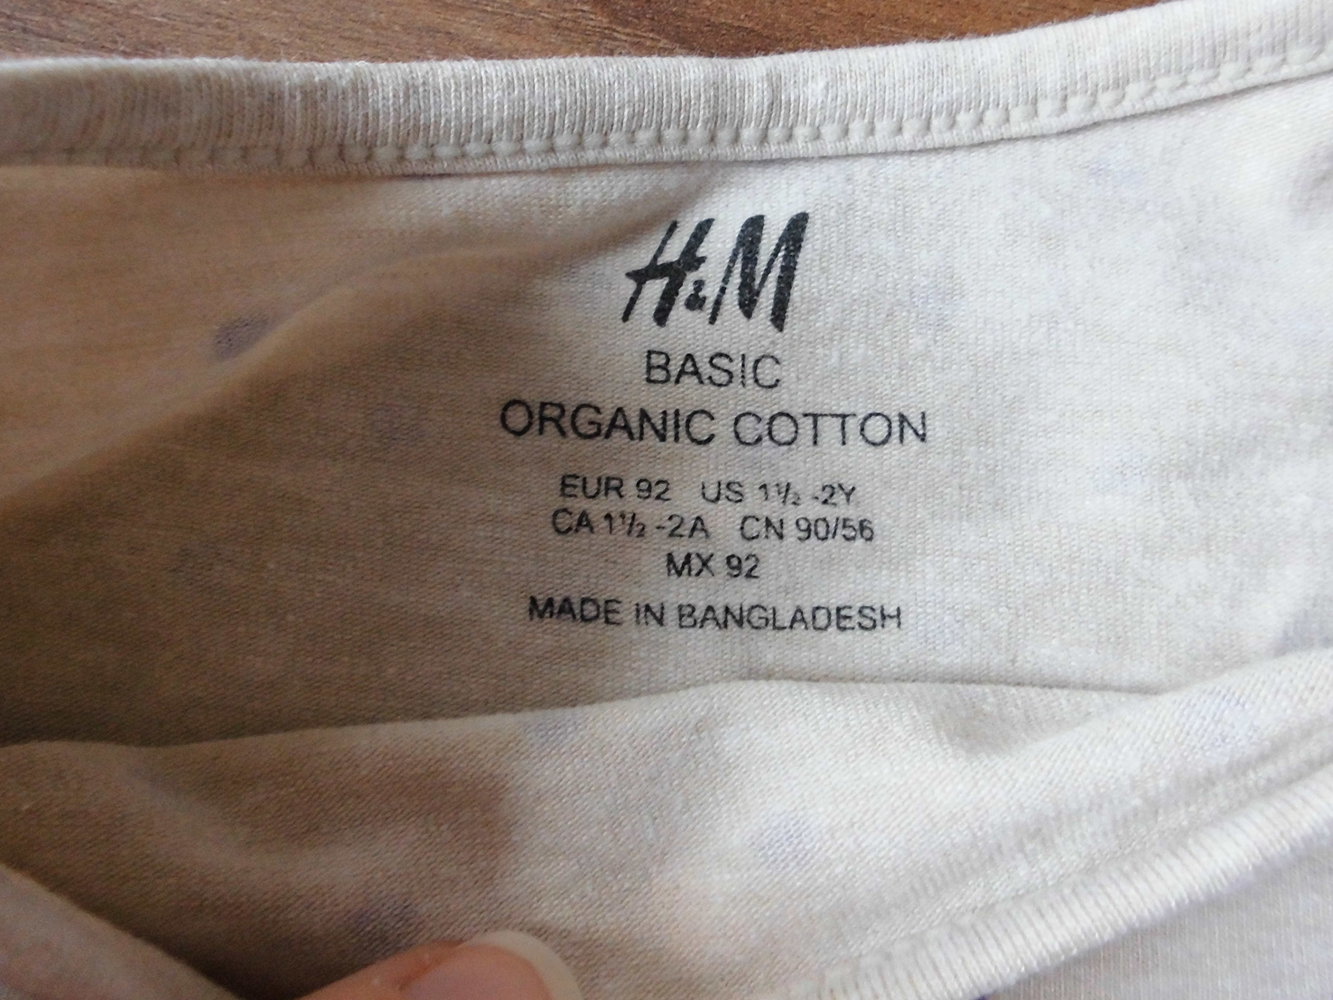 H&M
BASIC
ORGANIC COTTON
EUR 92 US 1½-2Y
CA 1½-2A CN 90/56
MX 92
MADE IN BANGLADESH